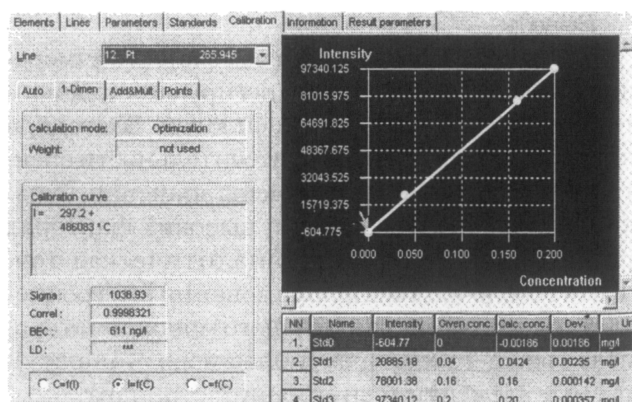 Elements Lines Parameters Standards Calibration Information Result parameters
Line 12. Pt 265.945
Auto 1-Dimen Add&Mult Points
Calculation mode: Optimization
Weight: not used
Calibration curve
I = 297.2 +
486083 * C
Sigma : 1038.93
Correl : 0.9998321
BEC : 611 ng/l
LD : ***
C=f(I) I=f(C) C=f(C)
Intensity
97340.125
81015.975
64691.825
48367.675
32043.525
15719.375
-604.775
0.000 0.050 0.100 0.150 0.200
Concentration
NN Name Intensity Given conc. Calc. conc. Dev.
1. Std0 -604.77 0 -0.00186 0.00186 mg/l
2. Std1 20885.18 0.04 0.0424 0.00235 mg/l
3. Std2 78001.38 0.16 0.16 0.000142 mg/l
4. Std3 97340.12 0.2 0.20 0.000357 mg/l